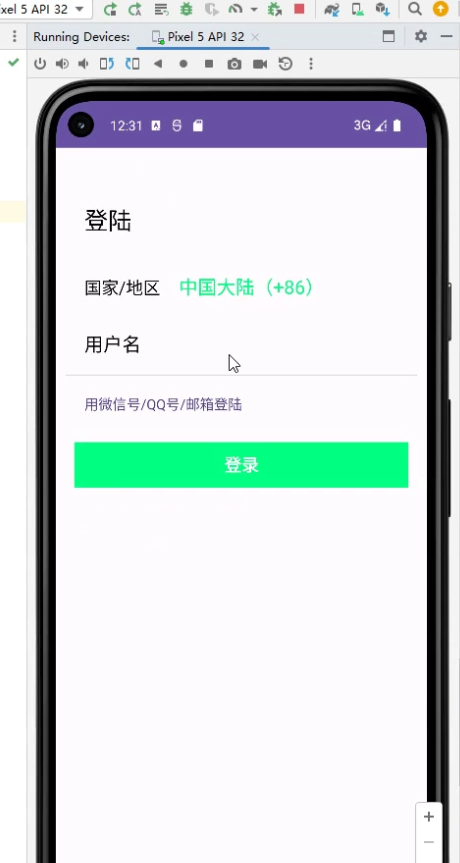 xel 5 API 32
Running Devices: Pixel 5 API 32
12:31 3G
登陆
国家/地区 中国大陆（+86）
用户名
用微信号/QQ号/邮箱登陆
登录